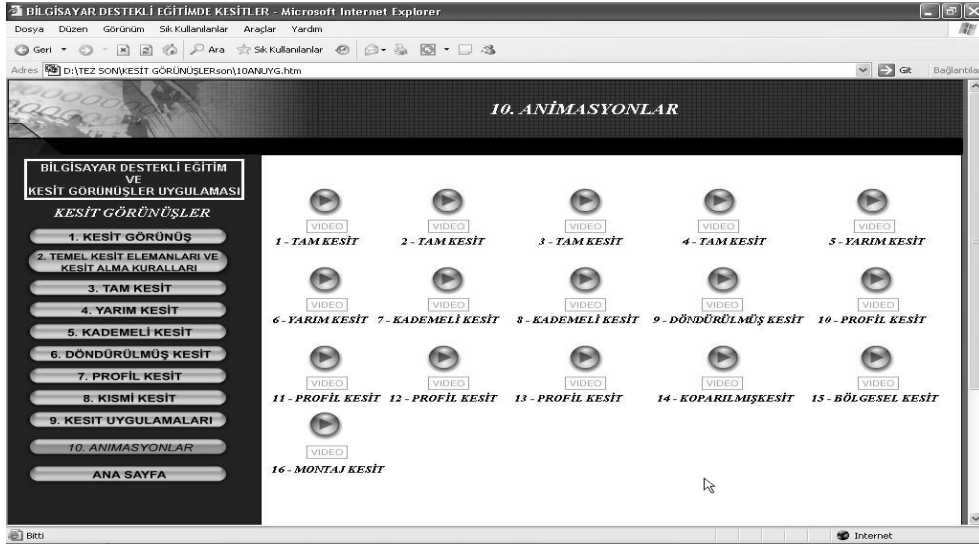 BİLGİSAYAR DESTEKLİ EĞİTİMDE KESİTLER - Microsoft Internet Explorer
Dosya Düzen Görünüm Sık Kullanılanlar Araçlar Yardım
Geri Ara Sık Kullanılanlar
Adres D:\TEZ SON\KESİT GÖRÜNÜŞLERson\10ANUYG.htm Git Bağlantılar
10. ANİMASYONLAR
BİLGİSAYAR DESTEKLİ EĞİTİM
VE
KESİT GÖRÜNÜŞLER UYGULAMASI
KESİT GÖRÜNÜŞLER
1. KESİT GÖRÜNÜŞ
2. TEMEL KESİT ELEMANLARI VE
KESİT ALMA KURALLARI
3. TAM KESİT
4. YARIM KESİT
5. KADEMELİ KESİT
6. DÖNDÜRÜLMÜŞ KESİT
7. PROFİL KESİT
8. KISMİ KESİT
9. KESIT UYGULAMALARI
10. ANIMASYONLAR
ANA SAYFA
VIDEO VIDEO VIDEO VIDEO VIDEO
1 - TAM KESİT 2 - TAM KESİT 3 - TAM KESİT 4 - TAM KESİT 5 - YARIM KESİT
VIDEO VIDEO VIDEO VIDEO VIDEO
6 - YARIM KESİT 7 - KADEMELİ KESİT 8 - KADEMELİ KESİT 9 - DÖNDÜRÜLMÜŞ KESİT 10 - PROFİL KESİT
VIDEO VIDEO VIDEO VIDEO VIDEO
11 - PROFİL KESİT 12 - PROFİL KESİT 13 - PROFİL KESİT 14 - KOPARILMIŞKESİT 15 - BÖLGESEL KESİT
VIDEO
16 - MONTAJ KESİT
Bitti Internet